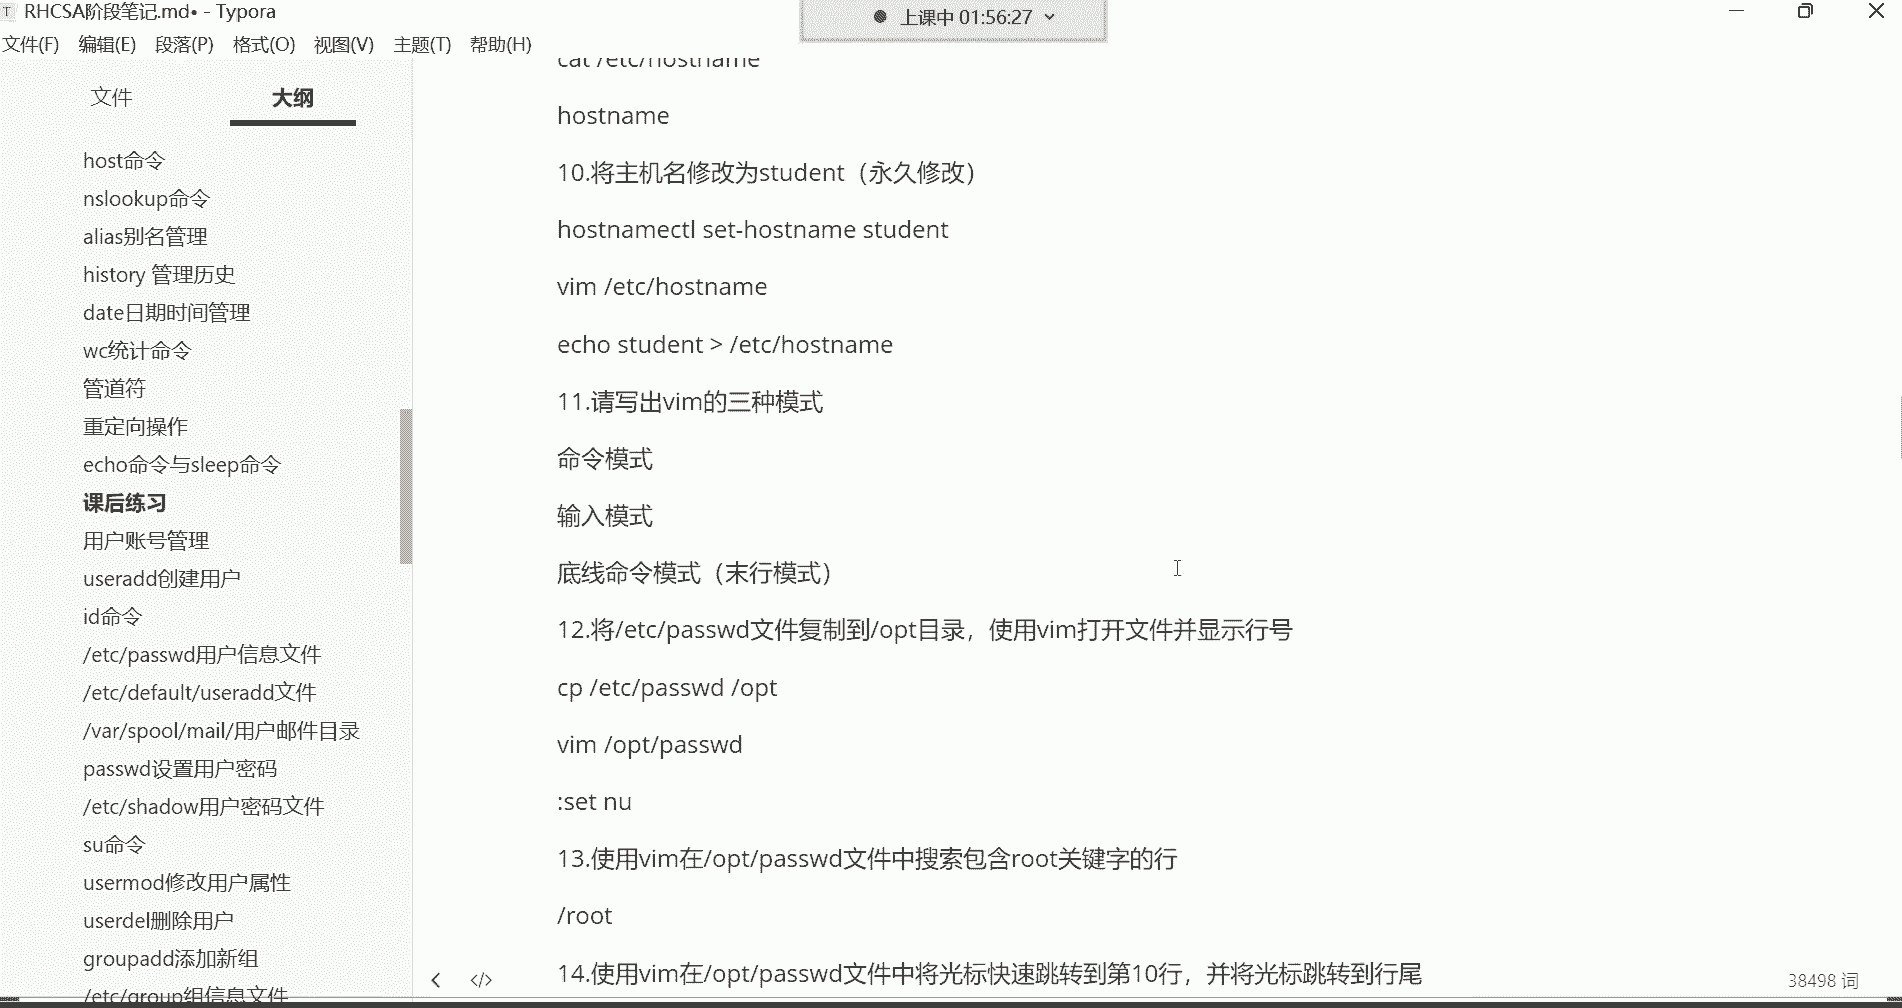 RHCSA阶段笔记.md• - Typora
上课中 01:56:27
文件(F) 编辑(E) 段落(P) 格式(O) 视图(V) 主题(T) 帮助(H)
文件 大纲
host命令
nslookup命令
alias别名管理
history 管理历史
date日期时间管理
wc统计命令
管道符
重定向操作
echo命令与sleep命令
课后练习
用户账号管理
useradd创建用户
id命令
/etc/passwd用户信息文件
/etc/default/useradd文件
/var/spool/mail/用户邮件目录
passwd设置用户密码
/etc/shadow用户密码文件
su命令
usermod修改用户属性
userdel删除用户
groupadd添加新组
/etc/group组信息文件
cat /etc/hostname
hostname
10.将主机名修改为student（永久修改）
hostnamectl set-hostname student
vim /etc/hostname
echo student > /etc/hostname
11.请写出vim的三种模式
命令模式
输入模式
底线命令模式（末行模式）
12.将/etc/passwd文件复制到/opt目录，使用vim打开文件并显示行号
cp /etc/passwd /opt
vim /opt/passwd
:set nu
13.使用vim在/opt/passwd文件中搜索包含root关键字的行
/root
14.使用vim在/opt/passwd文件中将光标快速跳转到第10行，并将光标跳转到行尾
38498 词